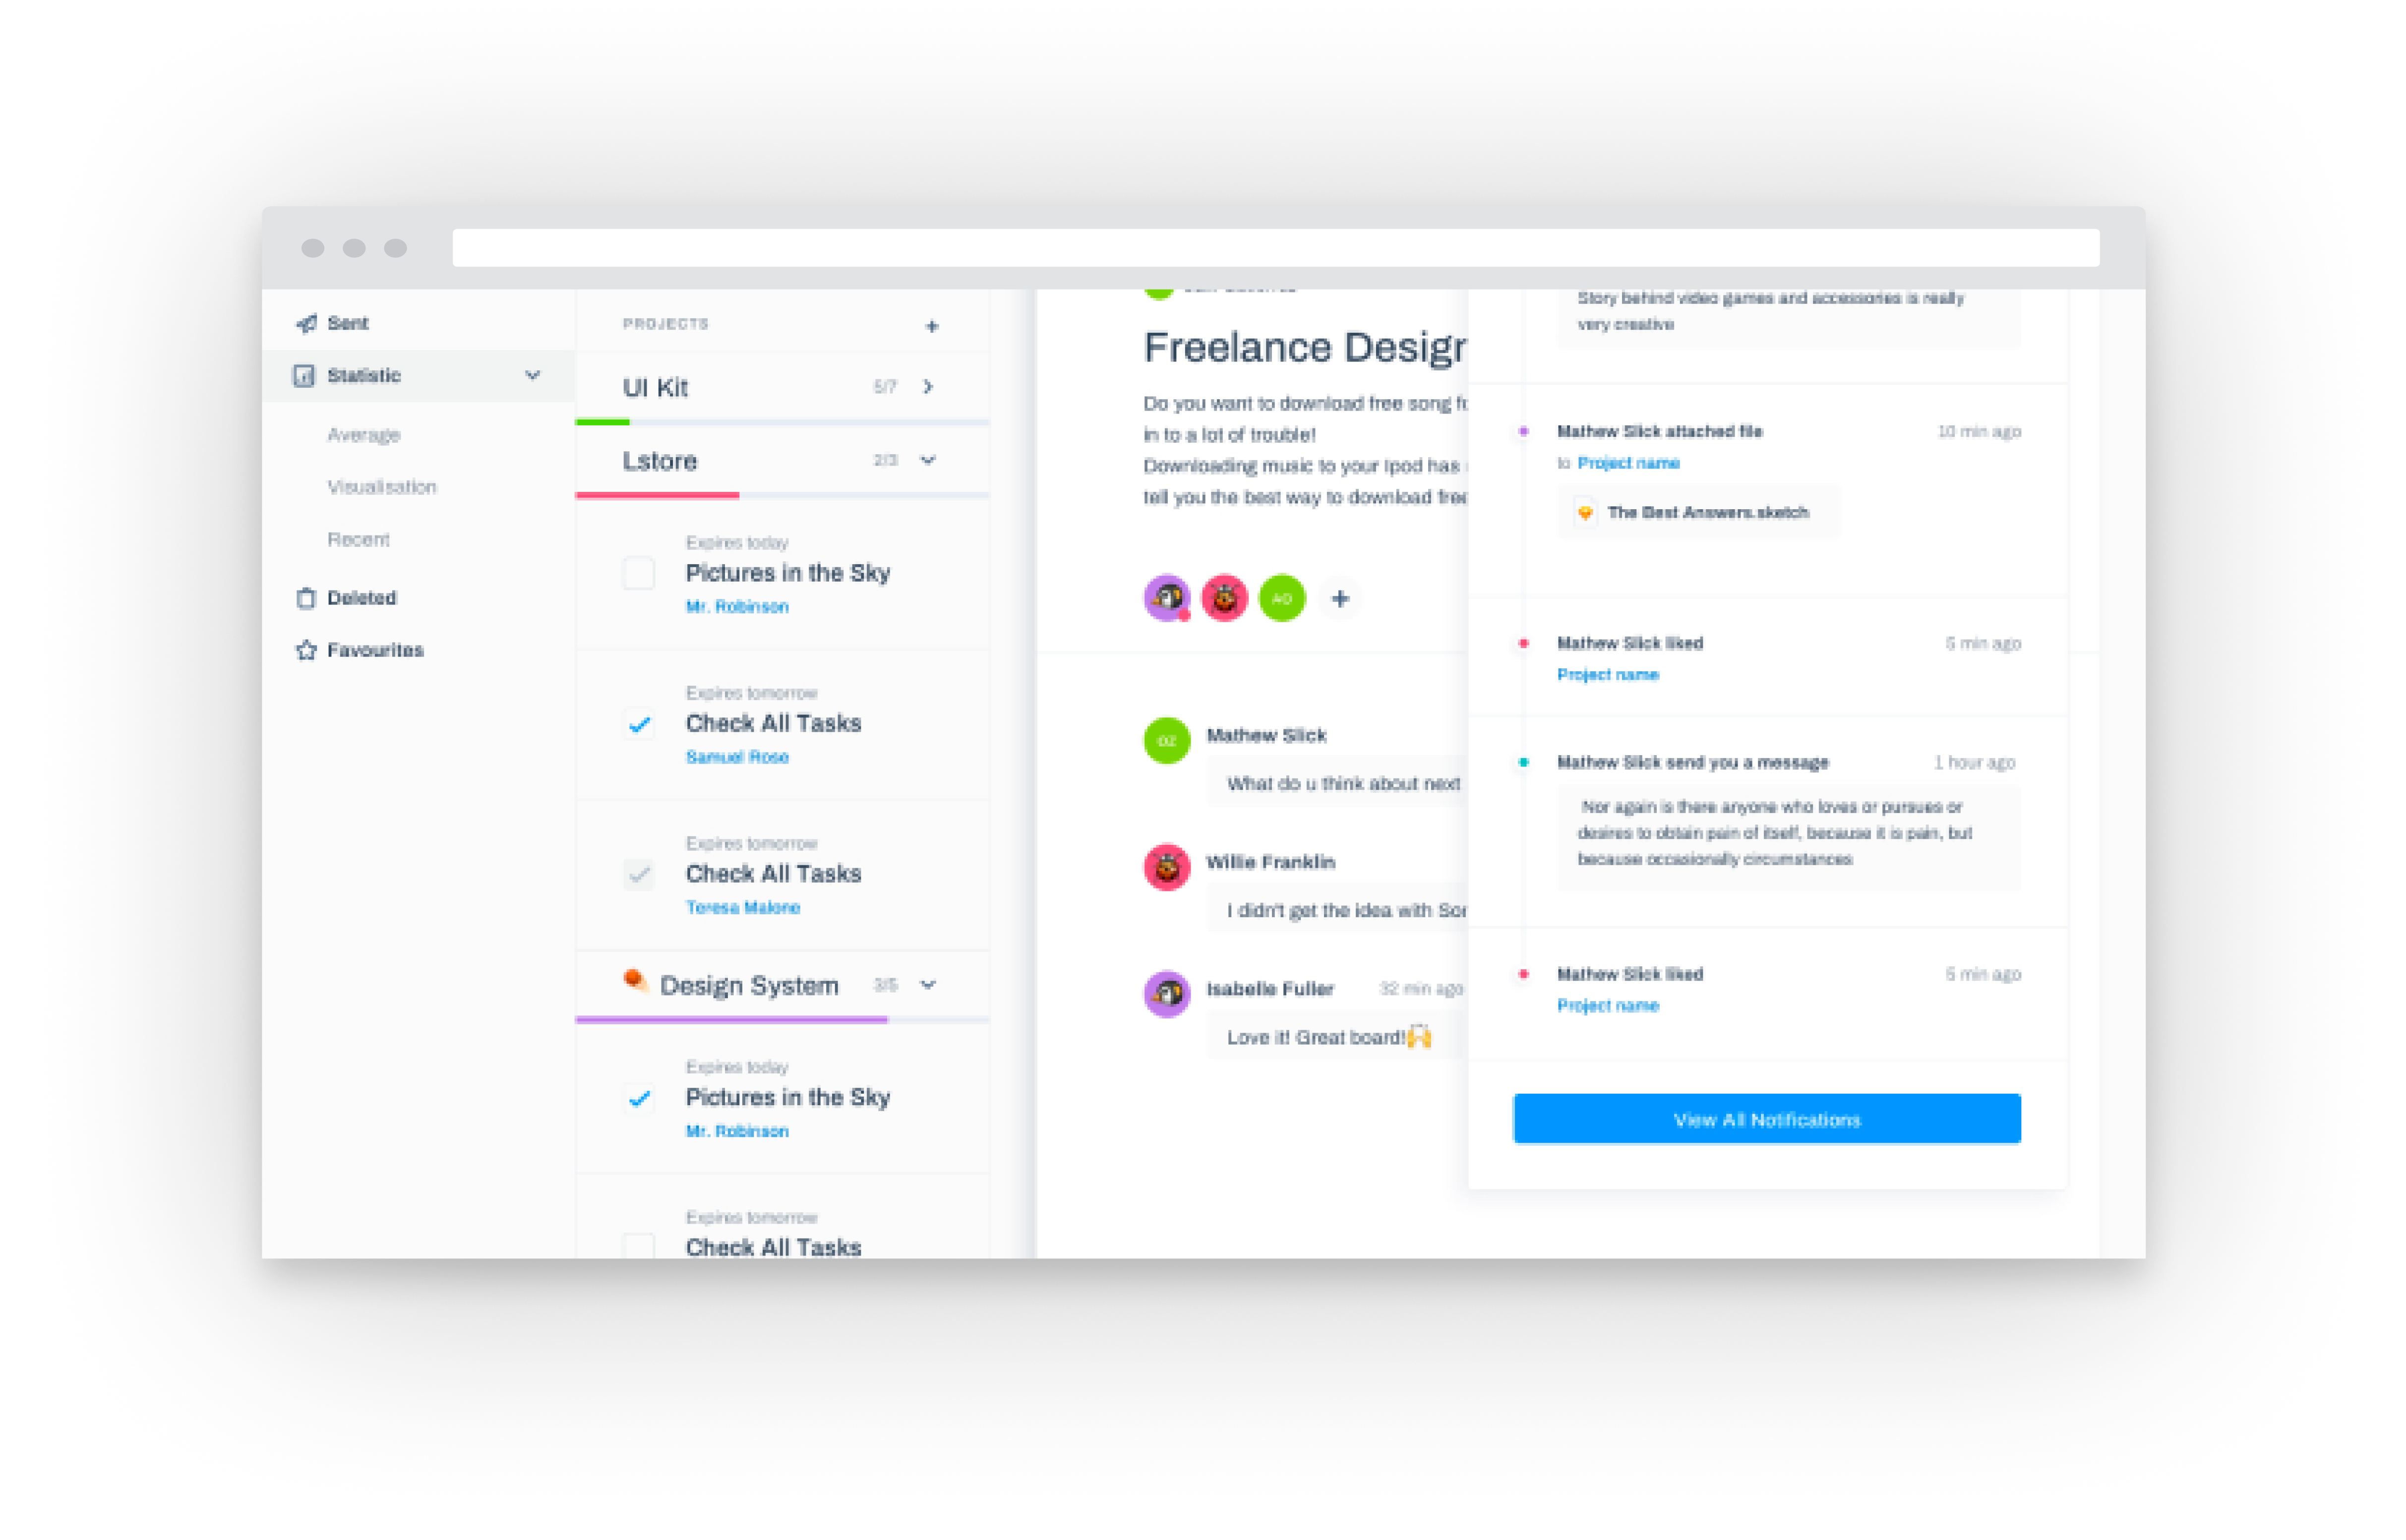 Sent
Statistic
Average
Visualisation
Recent
Deleted
Favourites
PROJECTS
UI Kit 5/7
Lstore 2/3
Expires today
Pictures in the Sky
Mr. Robinson
Expires tomorrow
Check All Tasks
Samuel Rose
Expires tomorrow
Check All Tasks
Teresa Malone
Design System 3/5
Expires today
Pictures in the Sky
Mr. Robinson
Expires tomorrow
Check All Tasks
Freelance Design
Do you want to download free song
in to a lot of trouble!
Downloading music to your Ipod has
tell you the best way to download free
AO
OZ
Mathew Slick
What do u think about next
Willie Franklin
I didn't get the idea with
Isabelle Fuller 32 min ago
Love it! Great board!🙌
Story behind video games and accessories is really
very creative
Mathew Slick attached file 10 min ago
to Project name
The Best Answers.sketch
Mathew Slick liked 5 min ago
Project name
Mathew Slick send you a message 1 hour ago
Nor again is there anyone who loves or pursues or
desires to obtain pain of itself, because it is pain, but
because occasionally circumstances
Mathew Slick liked 5 min ago
Project name
View All Notifications